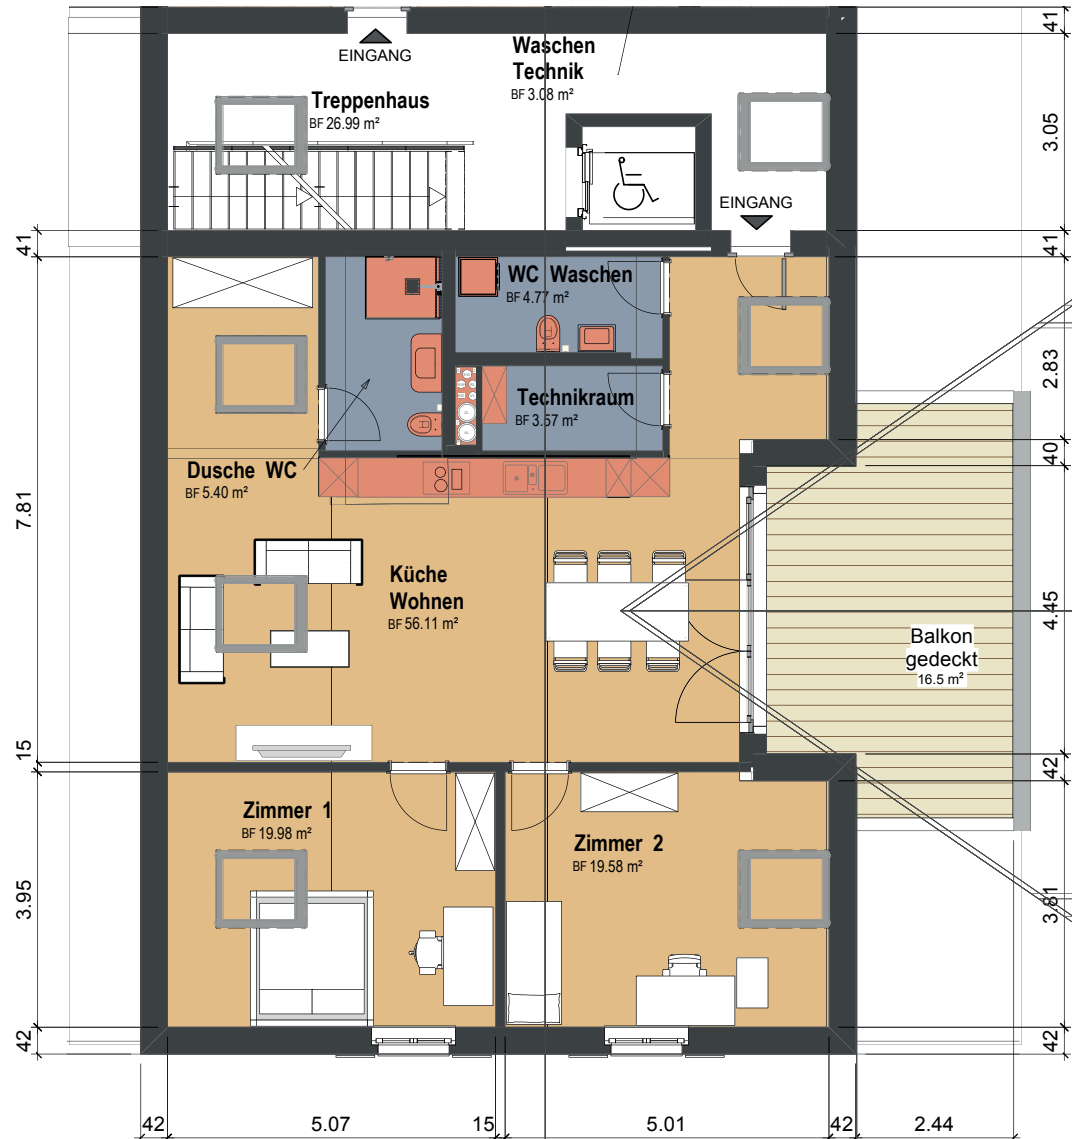 EINGANG
Waschen
Technik
BF 3.08 m²
Treppenhaus
BF 26.99 m²
EINGANG
WC Waschen
BF 4.77 m²
Technikraum
BF 3.57 m²
Dusche WC
BF 5.40 m²
Küche
Wohnen
BF 56.11 m²
Balkon
gedeckt
16.5 m²
Zimmer 1
BF 19.98 m²
Zimmer 2
BF 19.58 m²
41
7.81
15
3.95
42
41
3.05
41
2.83
40
4.45
42
3.81
42
42
5.07
15
5.01
42
2.44